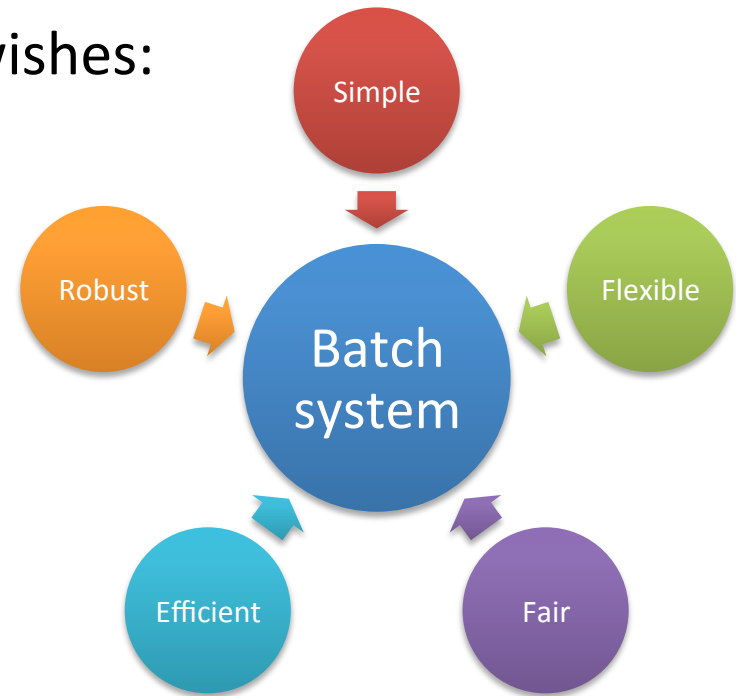 ishes:
Simple
Robust
Flexible
Batch
system
Efficient
Fair